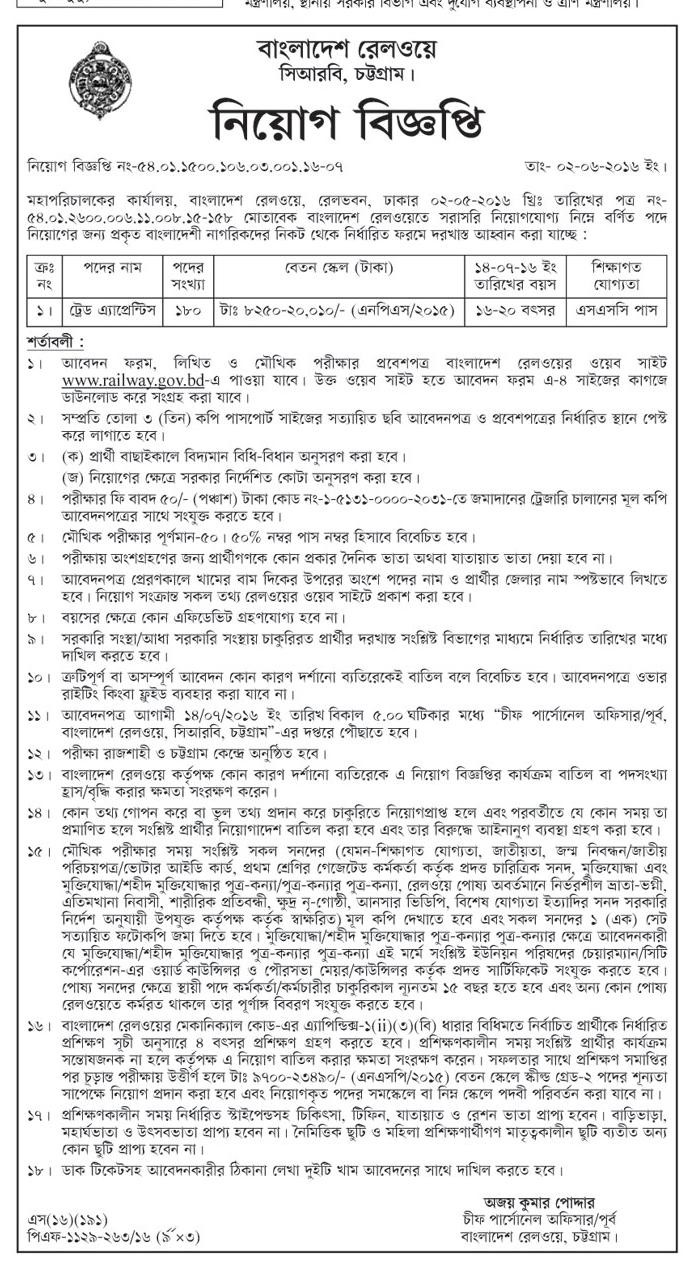 মন্ত্রণালয়, স্থানীয় সরকার বিভাগ এবং দুর্যোগ ব্যবস্থাপনা ও ত্রাণ মন্ত্রণালয়।
বাংলাদেশ রেলওয়ে
সিআরবি, চট্টগ্রাম।
নিয়োগ বিজ্ঞপ্তি
নিয়োগ বিজ্ঞপ্তি নং-৫৪.০১.১৫০০.১০৬.০৩.০০১.১৬-০৭ তাং- ০২-০৬-২০১৬ ইং।
মহাপরিচালকের কার্যালয়, বাংলাদেশ রেলওয়ে, রেলভবন, ঢাকার ০২-০৫-২০১৬ খ্রিঃ তারিখের পত্র নং-
৫৪.০১.২৬০০.০০৬.১১.০০৮.১৫-১৫৮ মোতাবেক বাংলাদেশ রেলওয়েতে সরাসরি নিয়োগযোগ্য নিম্নে বর্ণিত পদে
নিয়োগের জন্য প্রকৃত বাংলাদেশী নাগরিকদের নিকট থেকে নির্ধারিত ফরমে দরখাস্ত আহ্বান করা যাচ্ছে :
ক্রঃ নং পদের নাম পদের সংখ্যা বেতন স্কেল (টাকা) ১৪-০৭-১৬ ইং তারিখের বয়স শিক্ষাগত যোগ্যতা
১। ট্রেড এ্যাপ্রেন্টিস ১৮০ টাঃ ৮২৫০-২০,০১০/- (এনপিএস/২০১৫) ১৬-২০ বৎসর এসএসসি পাস
শর্তাবলী :
১। আবেদন ফরম, লিখিত ও মৌখিক পরীক্ষার প্রবেশপত্র বাংলাদেশ রেলওয়ের ওয়েব সাইট
www.railway.gov.bd-এ পাওয়া যাবে। উক্ত ওয়েব সাইট হতে আবেদন ফরম এ-৪ সাইজের কাগজে
ডাউনলোড করে সংগ্রহ করা যাবে।
২। সম্প্রতি তোলা ৩ (তিন) কপি পাসপোর্ট সাইজের সত্যায়িত ছবি আবেদনপত্র ও প্রবেশপত্রের নির্ধারিত স্থানে পেস্ট
করে লাগাতে হবে।
৩। (ক) প্রার্থী বাছাইকালে বিদ্যমান বিধি-বিধান অনুসরণ করা হবে।
(জ) নিয়োগের ক্ষেত্রে সরকার নির্দেশিত কোটা অনুসরণ করা হবে।
৪। পরীক্ষার ফি বাবদ ৫০/- (পঞ্চাশ) টাকা কোড নং-১-৫১৩১-০০০০-২০৩১-তে জমাদানের ট্রেজারি চালানের মূল কপি
আবেদনপত্রের সাথে সংযুক্ত করতে হবে।
৫। মৌখিক পরীক্ষার পূর্ণমান-৫০। ৫০% নম্বর পাস নম্বর হিসাবে বিবেচিত হবে।
৬। পরীক্ষায় অংশগ্রহণের জন্য প্রার্থীগণকে কোন প্রকার দৈনিক ভাতা অথবা যাতায়াত ভাতা দেয়া হবে না।
৭। আবেদনপত্র প্রেরণকালে খামের বাম দিকের উপরের অংশে পদের নাম ও প্রার্থীর জেলার নাম স্পষ্টভাবে লিখতে
হবে। নিয়োগ সংক্রান্ত সকল তথ্য রেলওয়ের ওয়েব সাইটে প্রকাশ করা হবে।
৮। বয়সের ক্ষেত্রে কোন এফিডেভিট গ্রহণযোগ্য হবে না।
৯। সরকারি সংস্থা/আধা সরকারি সংস্থায় চাকুরিরত প্রার্থীর দরখাস্ত সংশ্লিষ্ট বিভাগের মাধ্যমে নির্ধারিত তারিখের মধ্যে
দাখিল করতে হবে।
১০। ত্রুটিপূর্ণ বা অসম্পূর্ণ আবেদন কোন কারণ দর্শানো ব্যতিরেকেই বাতিল বলে বিবেচিত হবে। আবেদনপত্রে ওভার
রাইটিং কিংবা ফ্লুইড ব্যবহার করা যাবে না।
১১। আবেদনপত্র আগামী ১৪/০৭/২০১৬ ইং তারিখ বিকাল ৫.০০ ঘটিকার মধ্যে “চীফ পার্সোনেল অফিসার/পূর্ব,
বাংলাদেশ রেলওয়ে, সিআরবি, চট্টগ্রাম”-এর দপ্তরে পৌঁছাতে হবে।
১২। পরীক্ষা রাজশাহী ও চট্টগ্রাম কেন্দ্রে অনুষ্ঠিত হবে।
১৩। বাংলাদেশ রেলওয়ে কর্তৃপক্ষ কোন কারণ দর্শানো ব্যতিরেকে এ নিয়োগ বিজ্ঞপ্তির কার্যক্রম বাতিল বা পদসংখ্যা
হ্রাস/বৃদ্ধি করার ক্ষমতা সংরক্ষণ করেন।
১৪। কোন তথ্য গোপন করে বা ভুল তথ্য প্রদান করে চাকুরিতে নিয়োগপ্রাপ্ত হলে এবং পরবর্তীতে যে কোন সময় তা
প্রমাণিত হলে সংশ্লিষ্ট প্রার্থীর নিয়োগাদেশ বাতিল করা হবে এবং তার বিরুদ্ধে আইনানুগ ব্যবস্থা গ্রহণ করা হবে।
১৫। মৌখিক পরীক্ষার সময় সংশ্লিষ্ট সকল সনদের (যেমন-শিক্ষাগত যোগ্যতা, জাতীয়তা, জন্ম নিবন্ধন/জাতীয়
পরিচয়পত্র/ভোটার আইডি কার্ড, প্রথম শ্রেণির গেজেটেড কর্মকর্তা কর্তৃক প্রদত্ত চারিত্রিক সনদ, মুক্তিযোদ্ধা এবং
মুক্তিযোদ্ধা/শহীদ মুক্তিযোদ্ধার পুত্র-কন্যা/পুত্র-কন্যার পুত্র-কন্যা, রেলওয়ে পোষ্য অবর্তমানে নির্ভরশীল ভ্রাতা-ভগ্নী,
এতিমখানা নিবাসী, শারীরিক প্রতিবন্ধী, ক্ষুদ্র নৃ-গোষ্ঠী, আনসার ভিডিপি, বিশেষ যোগ্যতা ইত্যাদির সনদ সরকারি
নির্দেশ অনুযায়ী উপযুক্ত কর্তৃপক্ষ কর্তৃক স্বাক্ষরিত) মূল কপি দেখাতে হবে এবং সকল সনদের ১ (এক) সেট
সত্যায়িত ফটোকপি জমা দিতে হবে। মুক্তিযোদ্ধা/শহীদ মুক্তিযোদ্ধার পুত্র-কন্যার পুত্র-কন্যার ক্ষেত্রে আবেদনকারী
যে মুক্তিযোদ্ধা/শহীদ মুক্তিযোদ্ধার পুত্র-কন্যার পুত্র-কন্যা এই মর্মে সংশ্লিষ্ট ইউনিয়ন পরিষদের চেয়ারম্যান/সিটি
কর্পোরেশন-এর ওয়ার্ড কাউন্সিলর ও পৌরসভা মেয়র/কাউন্সিলর কর্তৃক প্রদত্ত সার্টিফিকেট সংযুক্ত করতে হবে।
পোষ্য সনদের ক্ষেত্রে স্থায়ী পদে কর্মকর্তা/কর্মচারীর চাকুরিকাল ন্যূনতম ১৫ বছর হতে হবে এবং অন্য কোন পোষ্য
রেলওয়েতে কর্মরত থাকলে তার পূর্ণাঙ্গ বিবরণ সংযুক্ত করতে হবে।
১৬। বাংলাদেশ রেলওয়ের মেকানিক্যাল কোড-এর এ্যাপিন্ডিক্স-১(ii)(৩)(বি) ধারার বিধিমতে নির্বাচিত প্রার্থীকে নির্ধারিত
প্রশিক্ষণ সূচী অনুসারে ৪ বৎসর প্রশিক্ষণ গ্রহণ করতে হবে। প্রশিক্ষণকালীন সময় সংশ্লিষ্ট প্রার্থীর কার্যক্রম
সন্তোষজনক না হলে কর্তৃপক্ষ এ নিয়োগ বাতিল করার ক্ষমতা সংরক্ষণ করেন। সফলতার সাথে প্রশিক্ষণ সমাপ্তির
পর চূড়ান্ত পরীক্ষায় উত্তীর্ণ হলে টাঃ ৯৭০০-২৩৪৯০/- (এনএসপি/২০১৫) বেতন স্কেলে স্কীল্ড গ্রেড-২ পদের শূন্যতা
সাপেক্ষে নিয়োগ প্রদান করা হবে এবং নিয়োগকৃত পদের সমস্কেলে বা নিম্ন স্কেলে পদবী পরিবর্তন করা যাবে না।
১৭। প্রশিক্ষণকালীন সময় নির্ধারিত স্টাইপেন্ডসহ চিকিৎসা, টিফিন, যাতায়াত ও রেশন ভাতা প্রাপ্য হবেন। বাড়িভাড়া,
মহার্ঘভাতা ও উৎসবভাতা প্রাপ্য হবেন না। নৈমিত্তিক ছুটি ও মহিলা প্রশিক্ষণার্থীগণ মাতৃত্বকালীন ছুটি ব্যতীত অন্য
কোন ছুটি প্রাপ্য হবেন না।
১৮। ডাক টিকেটসহ আবেদনকারীর ঠিকানা লেখা দুইটি খাম আবেদনের সাথে দাখিল করতে হবে।
অজয় কুমার পোদ্দার
এস(১৬)(১৯১) চীফ পার্সোনেল অফিসার/পূর্ব
পিএফ-১১২৯-২৬৩/১৬ (৯˝×৩) বাংলাদেশ রেলওয়ে, চট্টগ্রাম।